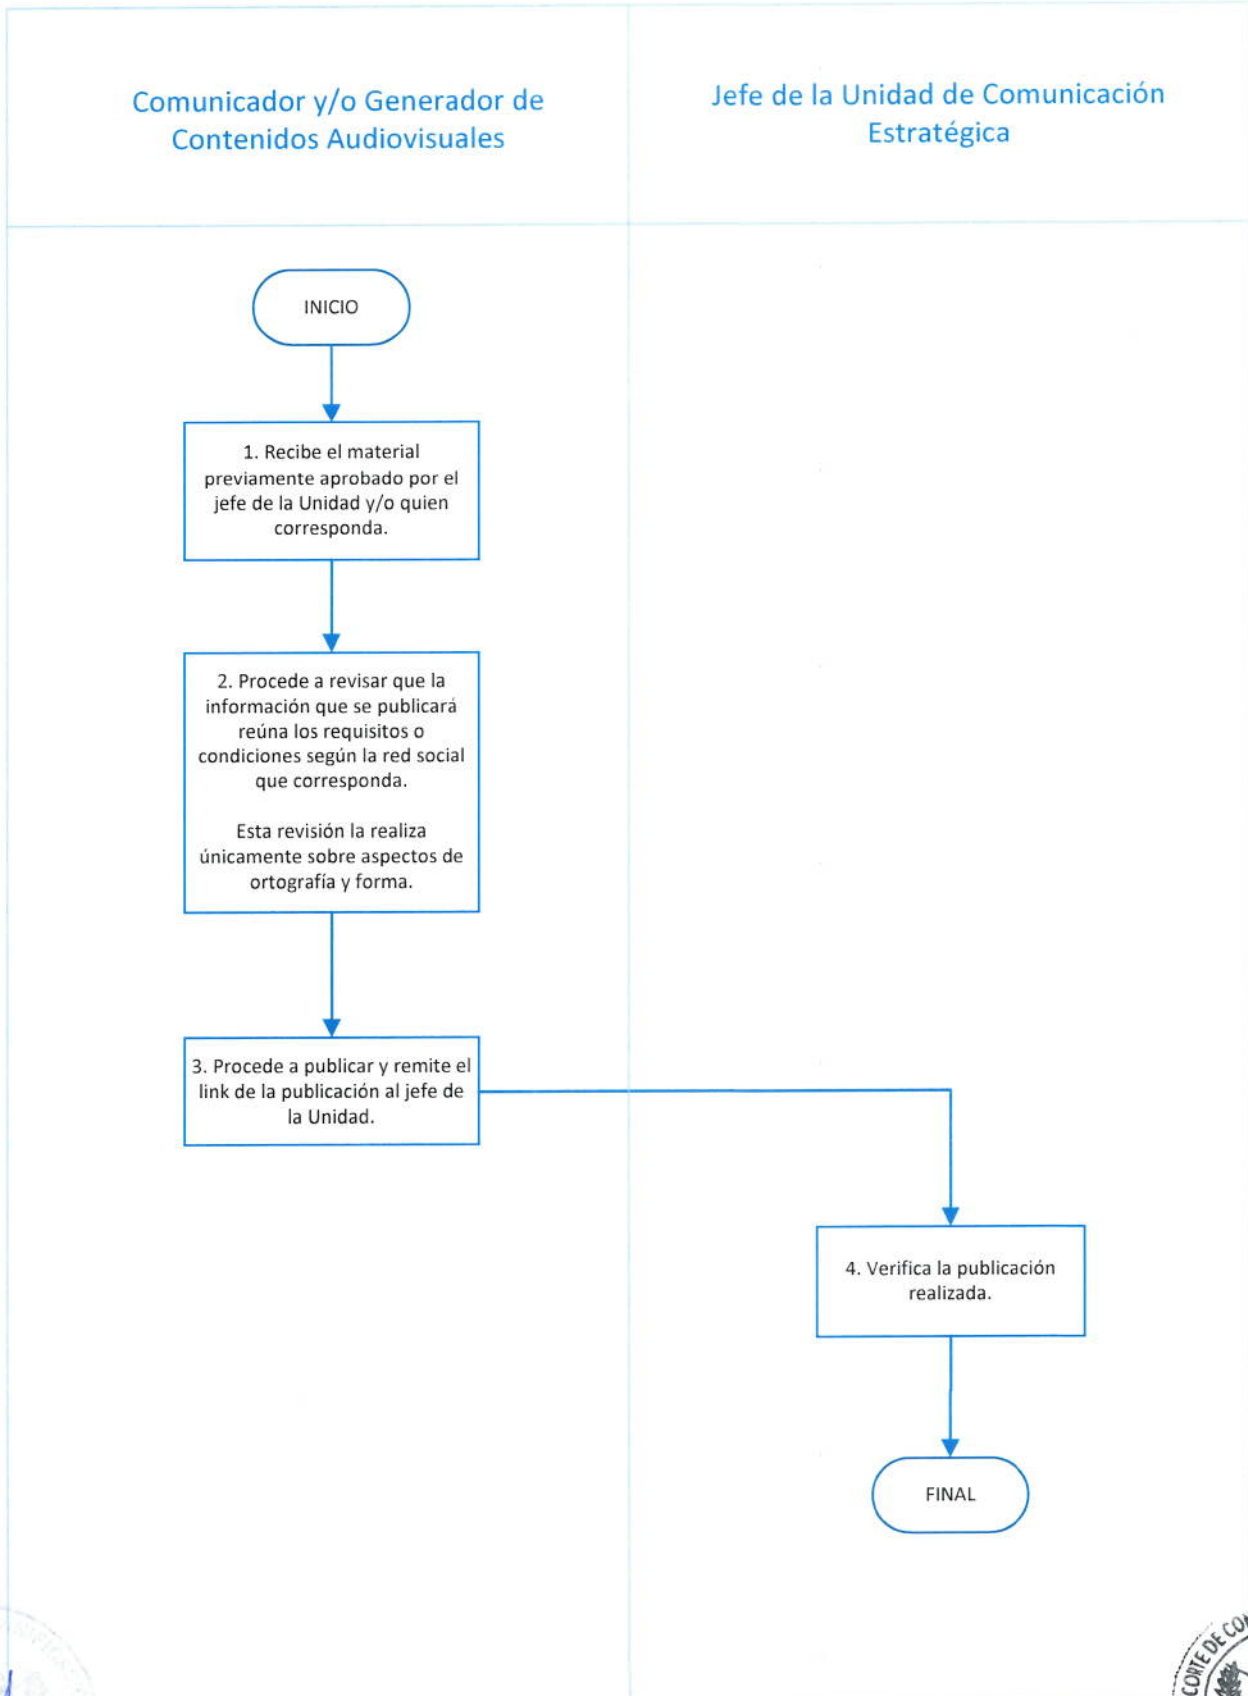 Comunicador y/o Generador de
Contenidos Audiovisuales
Jefe de la Unidad de Comunicación
Estratégica
INICIO
1. Recibe el material
previamente aprobado por el
jefe de la Unidad y/o quien
corresponda.
2. Procede a revisar que la
información que se publicará
reúna los requisitos o
condiciones según la red social
que corresponda.
Esta revisión la realiza
únicamente sobre aspectos de
ortografía y forma.
3. Procede a publicar y remite el
link de la publicación al jefe de
la Unidad.
4. Verifica la publicación
realizada.
FINAL
CORTE DE